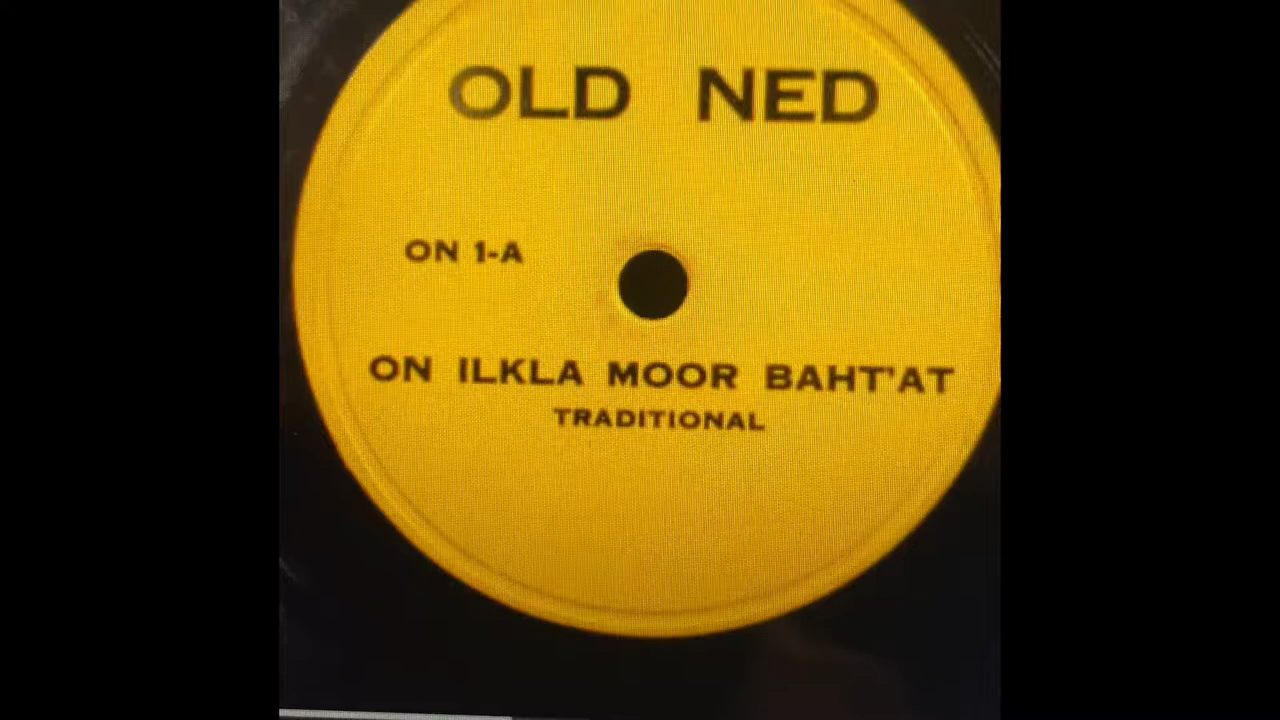 OLD NED
ON 1-A
ON ILKLA MOOR BAHT'AT
TRADITIONAL